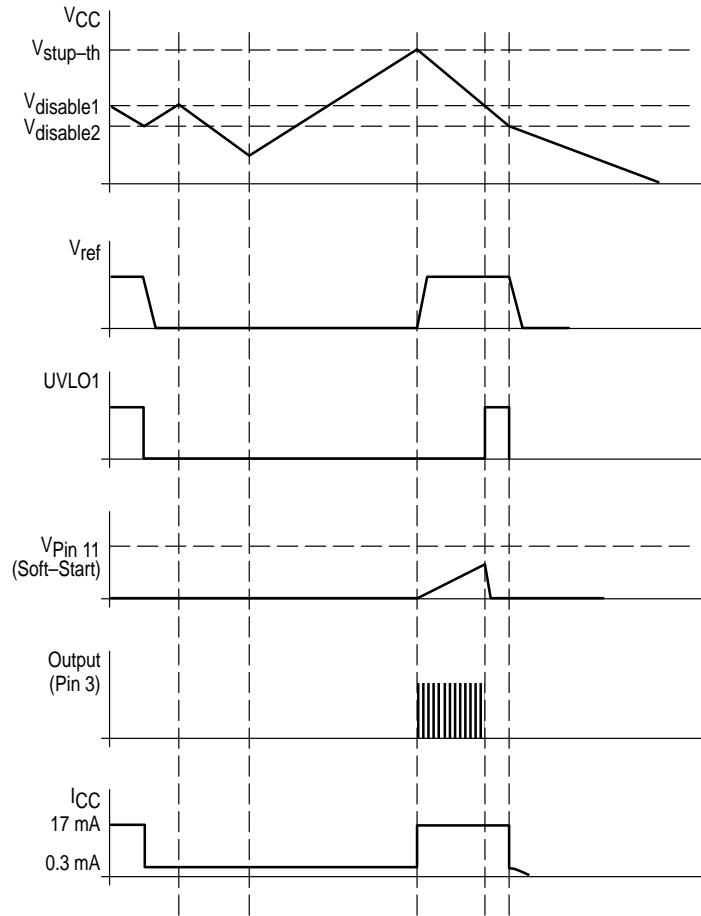 VCC
Vstup–th
Vdisable1
Vdisable2
Vref
UVLO1
VPin 11
(Soft–Start)
Output
(Pin 3)
ICC
17 mA
0.3 mA